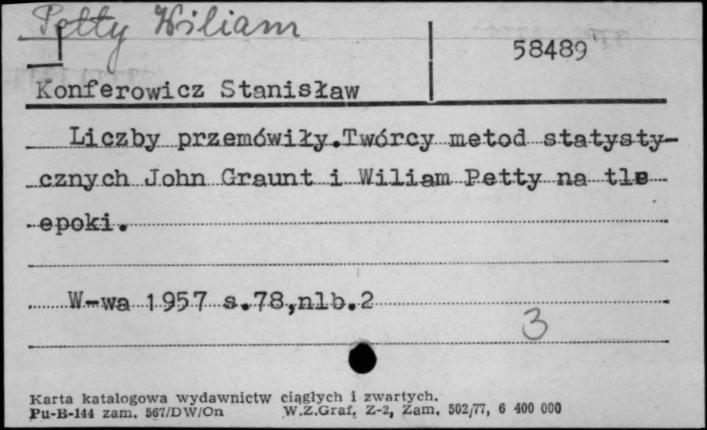 Petty Wiliam
58489
Konferowicz Stanisław
Liczby przemówiły.Twórcy metod statysty-
cznych John Graunt i Wiliam Petty na tle
epoki.
W-wa 1957 s.78,nlb.2
3
Karta katalogowa wydawnictw ciągłych i zwartych.
Pu-B-144 zam. 567/DW/On W.Z.Graf. Z-2, Zam. 502/77, 6 400 000